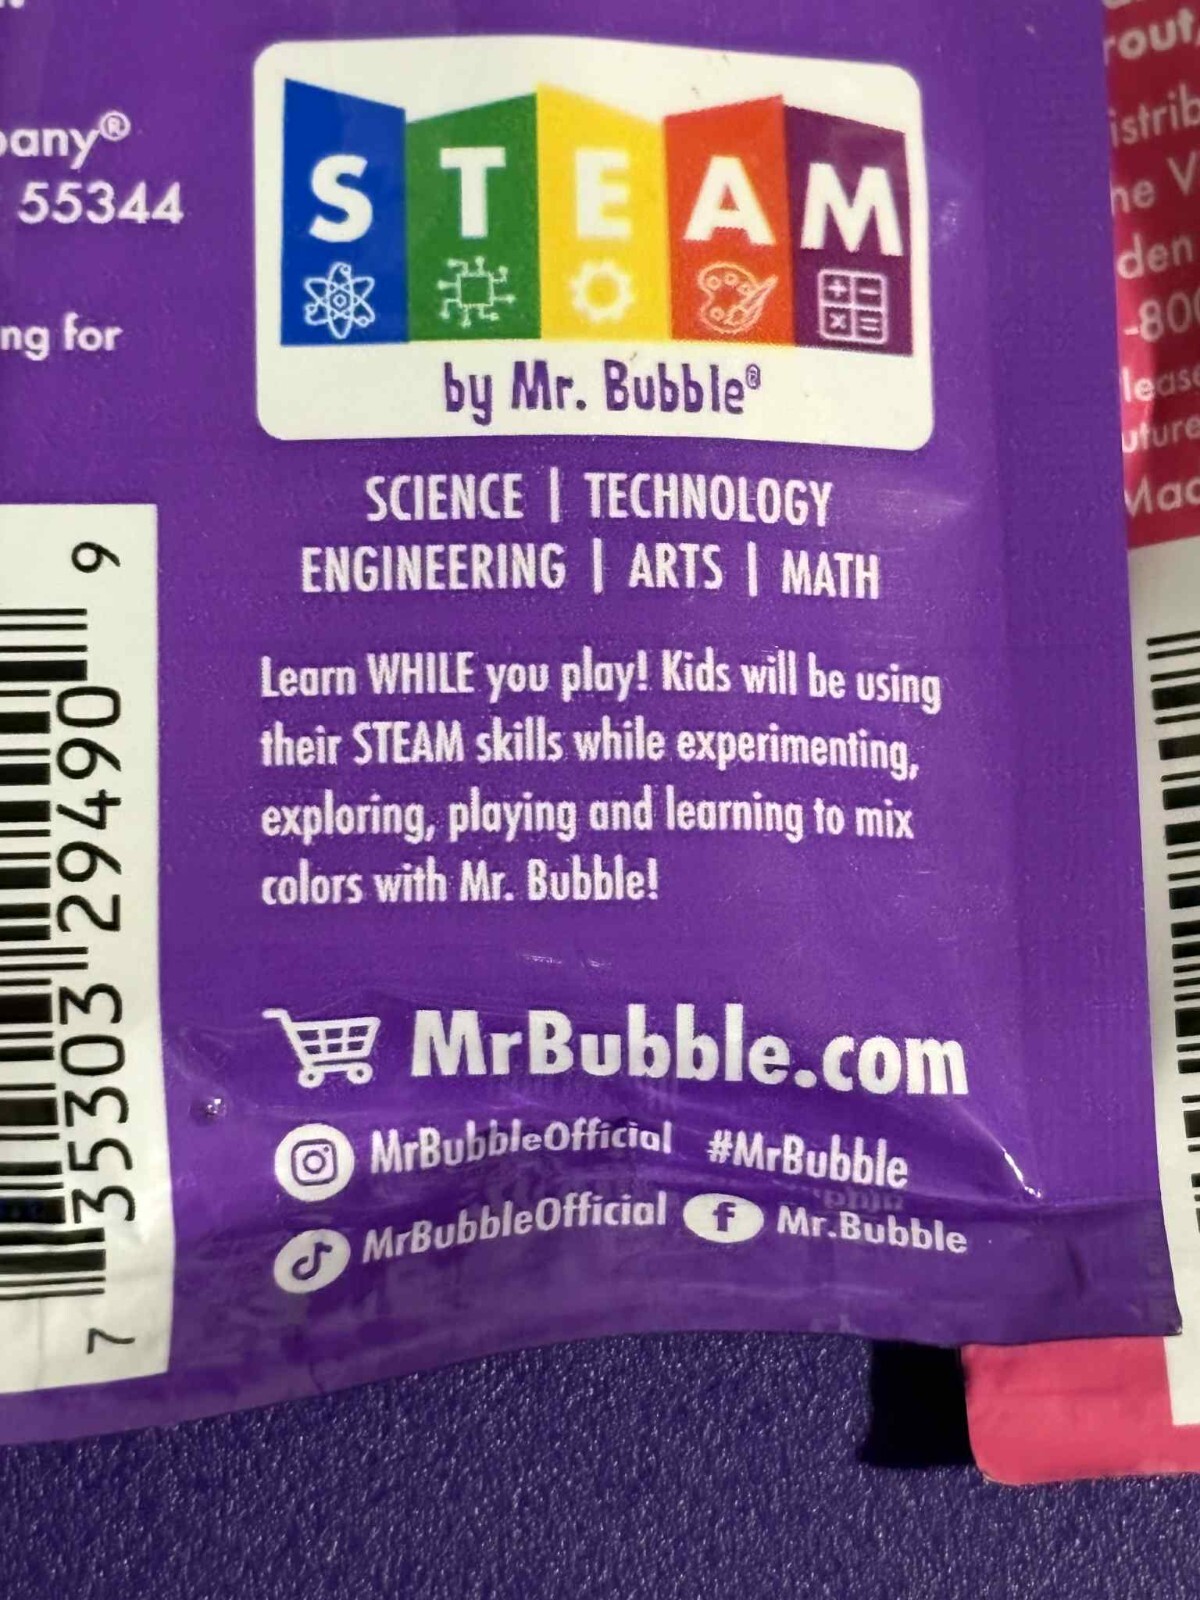 55344
ng for
STEAM
by Mr. Bubble®
SCIENCE | TECHNOLOGY
ENGINEERING | ARTS | MATH
Learn WHILE you play! Kids will be using
their STEAM skills while experimenting,
exploring, playing and learning to mix
colors with Mr. Bubble!
MrBubble.com
MrBubbleOfficial #MrBubble
MrBubbleOfficial Mr.Bubble
7 35303 29490 9
rout,
-800